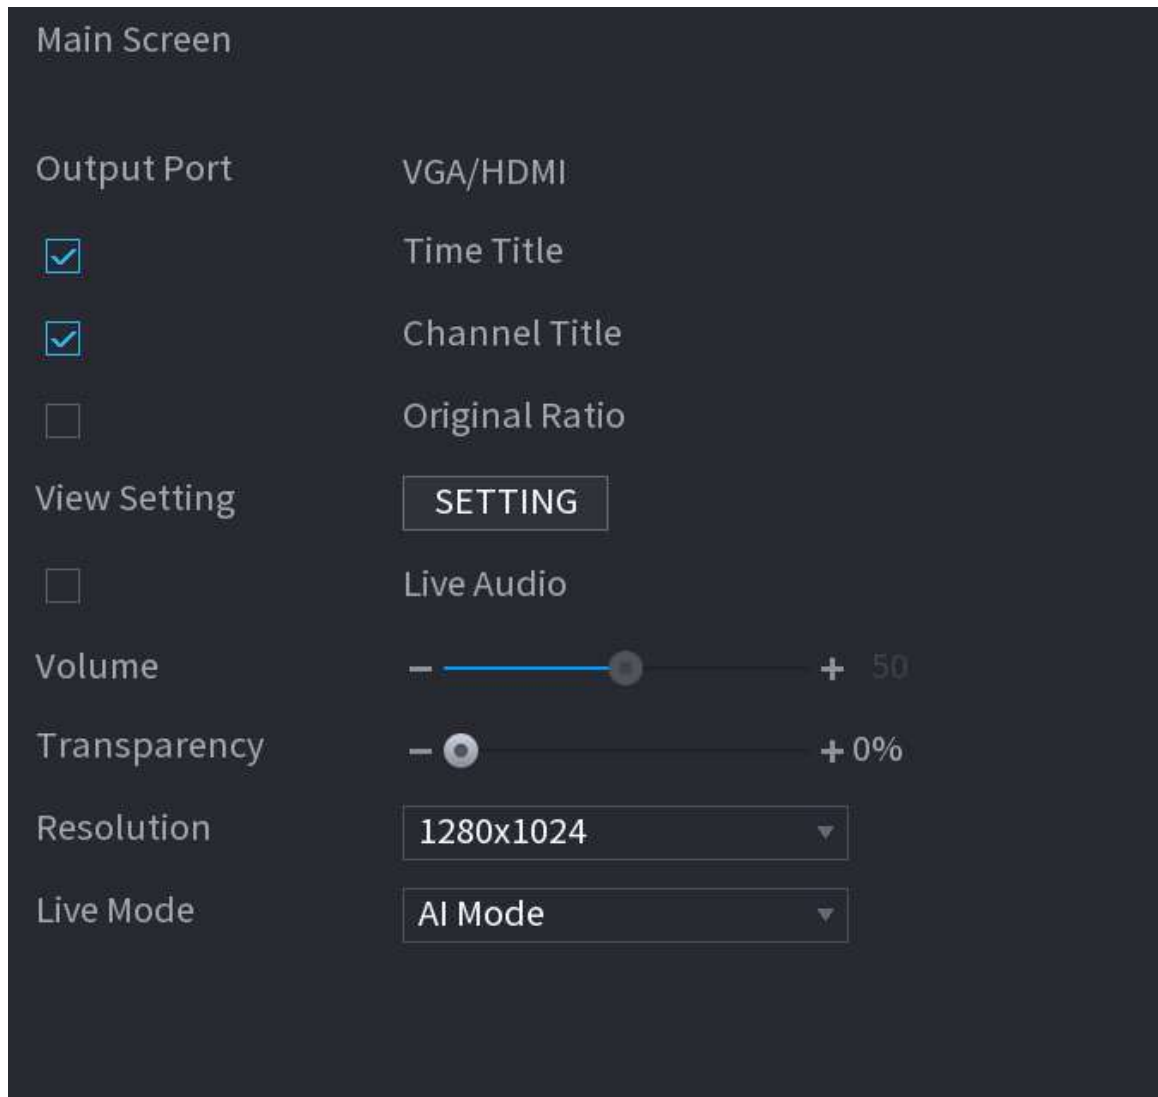 Main Screen
Output Port VGA/HDMI
Time Title
Channel Title
Original Ratio
View Setting SETTING
Live Audio
Volume − + 50
Transparency − + 0%
Resolution 1280x1024
Live Mode AI Mode